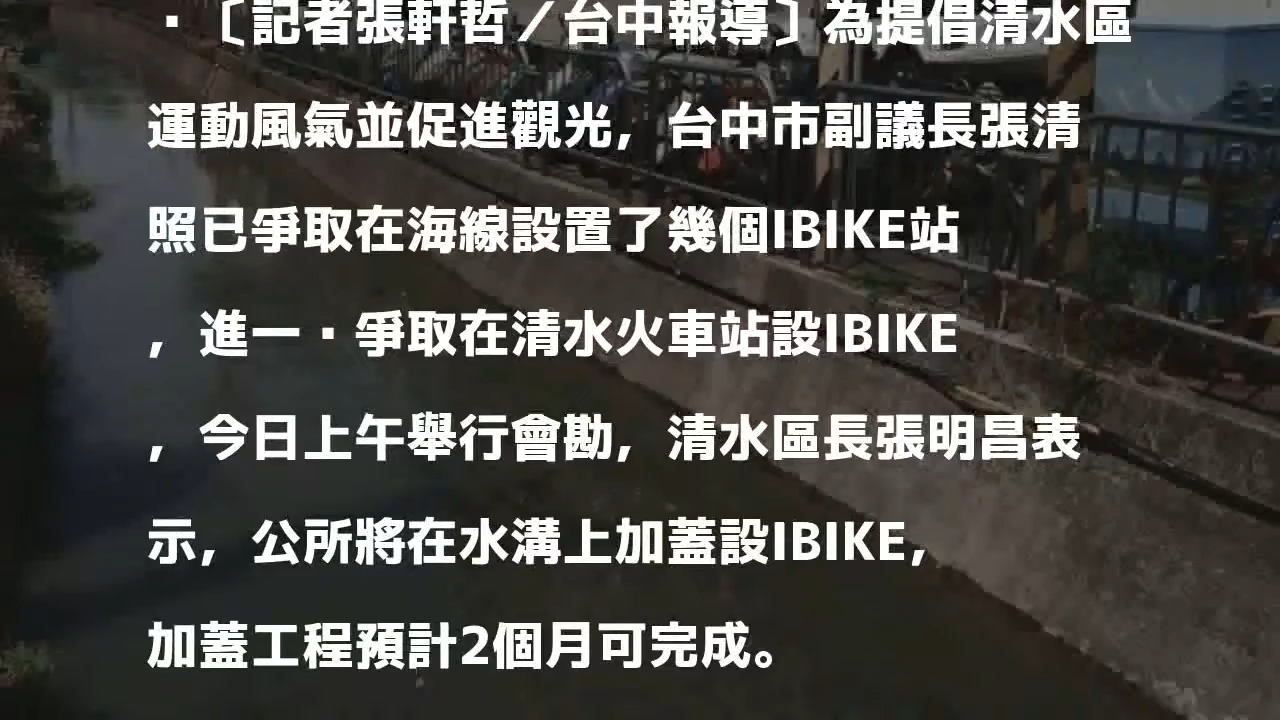 ·〔記者張軒哲／台中報導〕為提倡清水區
運動風氣並促進觀光，台中市副議長張清
照已爭取在海線設置了幾個IBIKE站
，進一·爭取在清水火車站設IBIKE
，今日上午舉行會勘，清水區長張明昌表
示，公所將在水溝上加蓋設IBIKE，
加蓋工程預計2個月可完成。